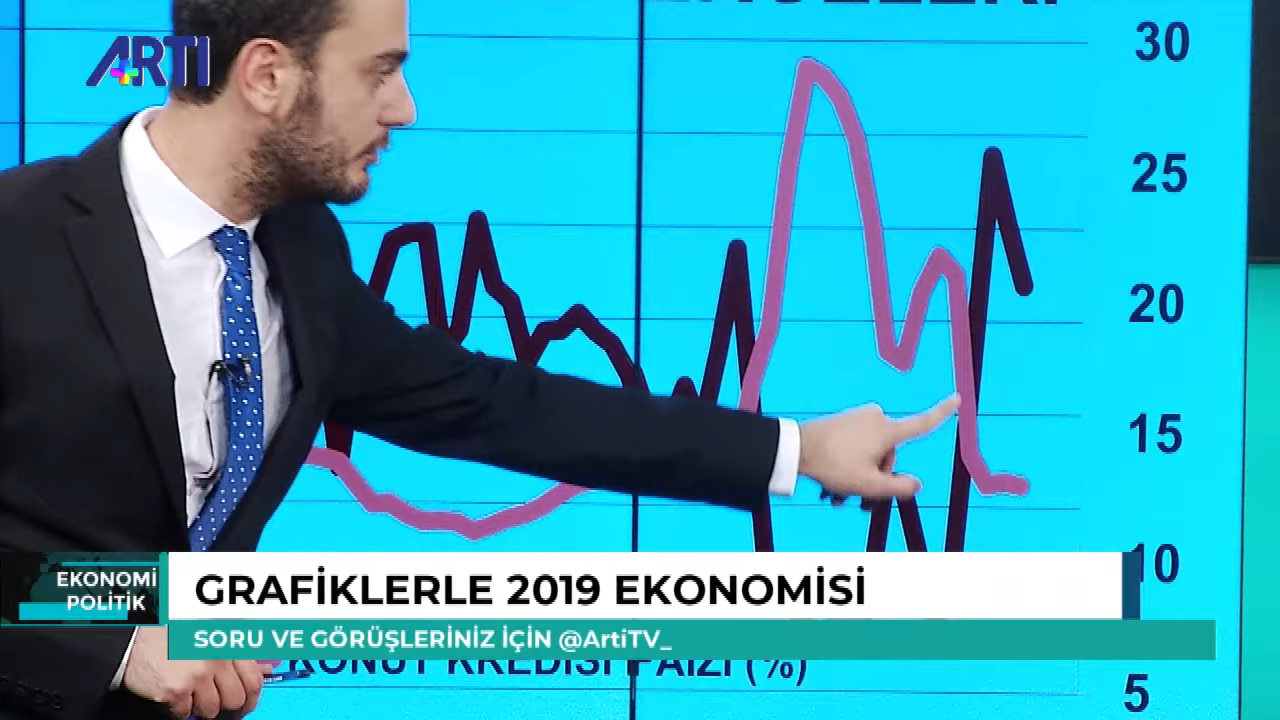 ARTI
30
25
20
15
10
5
EKONOMİ
POLİTİK
GRAFİKLERLE 2019 EKONOMİSİ
SORU VE GÖRÜŞLERİNİZ İÇİN @ArtiTV_
KONUT KREDİSİ FAİZİ (%)